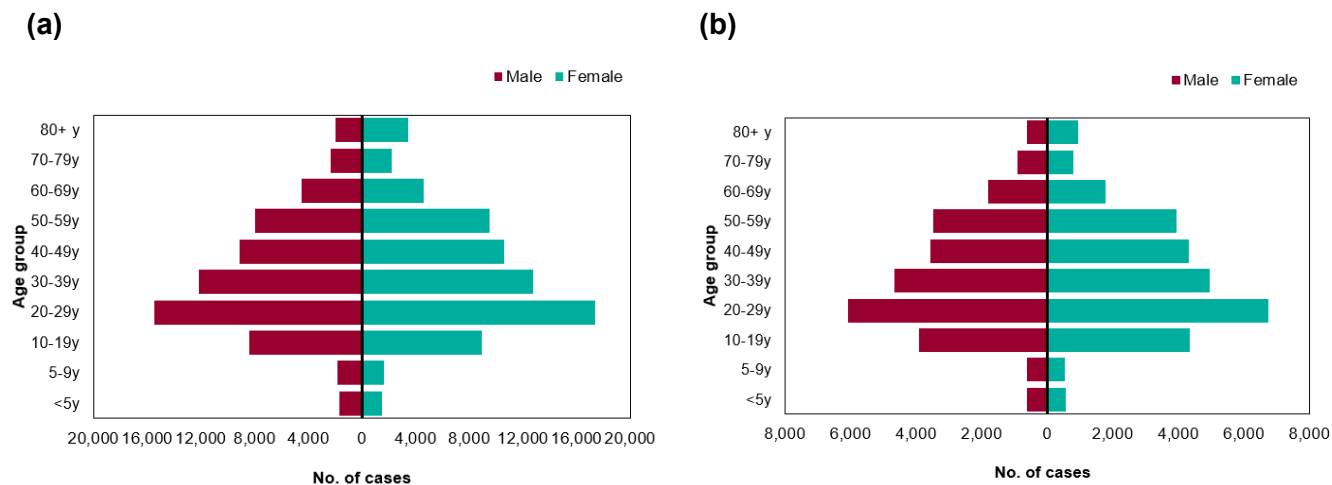 (a)
Male Female
80+ y
70-79y
60-69y
50-59y
40-49y
30-39y
20-29y
10-19y
5-9y
<5y
Age group
20,000 16,000 12,000 8,000 4,000 0 4,000 8,000 12,000 16,000 20,000
No. of cases
(b)
Male Female
80+ y
70-79y
60-69y
50-59y
40-49y
30-39y
20-29y
10-19y
5-9y
<5y
Age group
8,000 6,000 4,000 2,000 0 2,000 4,000 6,000 8,000
No. of cases